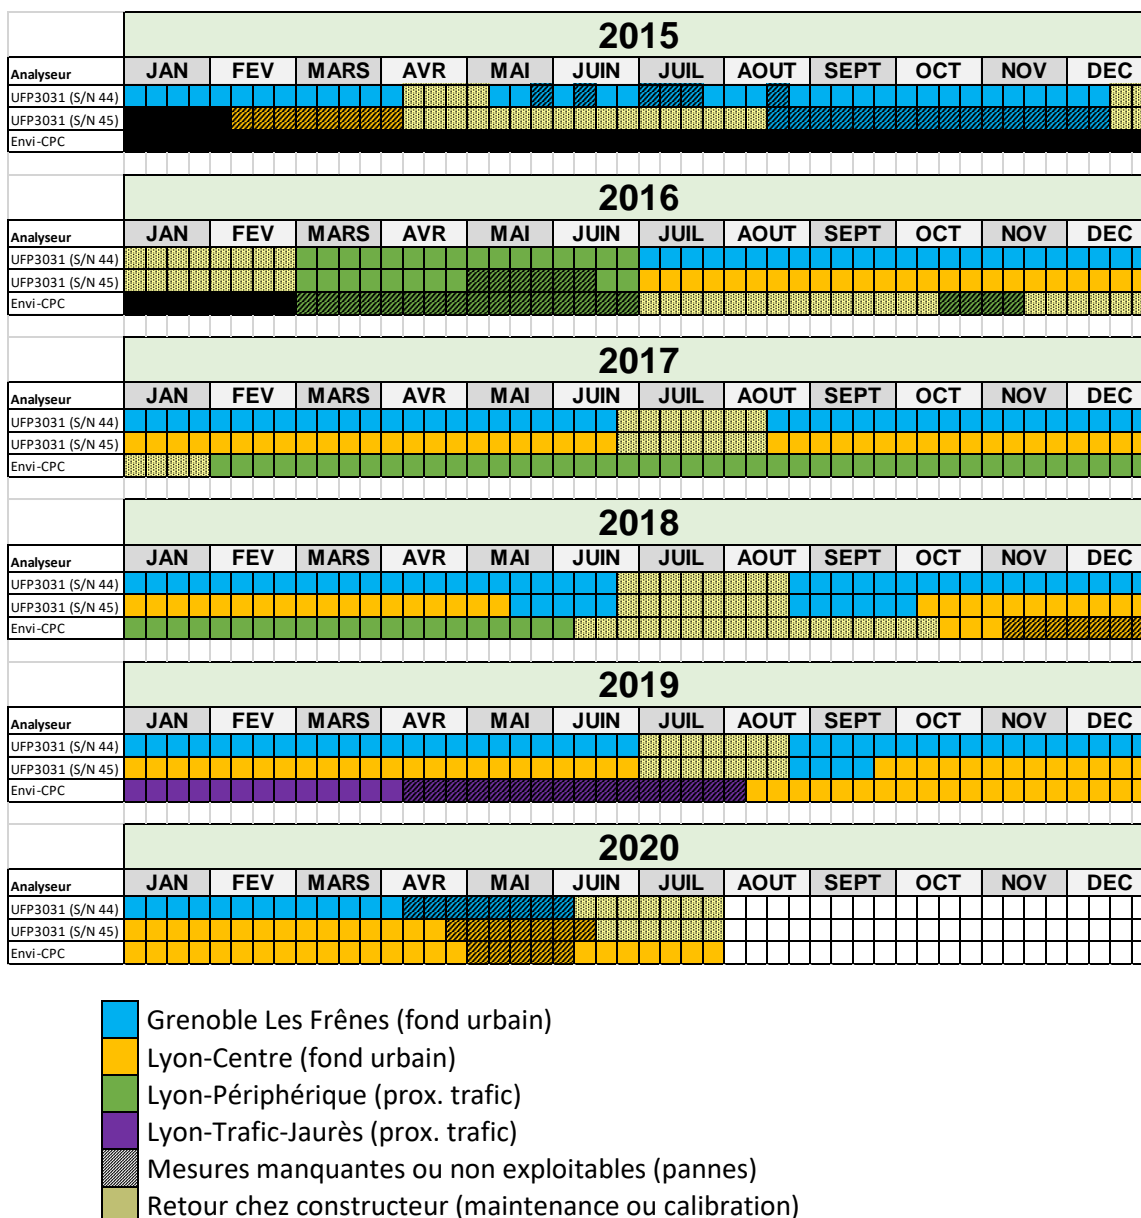 2015
Analyseur JAN FEV MARS AVR MAI JUIN JUIL AOUT SEPT OCT NOV DEC
UFP3031 (S/N 44)
UFP3031 (S/N 45)
Envi-CPC
2016
Analyseur JAN FEV MARS AVR MAI JUIN JUIL AOUT SEPT OCT NOV DEC
UFP3031 (S/N 44)
UFP3031 (S/N 45)
Envi-CPC
2017
Analyseur JAN FEV MARS AVR MAI JUIN JUIL AOUT SEPT OCT NOV DEC
UFP3031 (S/N 44)
UFP3031 (S/N 45)
Envi-CPC
2018
Analyseur JAN FEV MARS AVR MAI JUIN JUIL AOUT SEPT OCT NOV DEC
UFP3031 (S/N 44)
UFP3031 (S/N 45)
Envi-CPC
2019
Analyseur JAN FEV MARS AVR MAI JUIN JUIL AOUT SEPT OCT NOV DEC
UFP3031 (S/N 44)
UFP3031 (S/N 45)
Envi-CPC
2020
Analyseur JAN FEV MARS AVR MAI JUIN JUIL AOUT SEPT OCT NOV DEC
UFP3031 (S/N 44)
UFP3031 (S/N 45)
Envi-CPC
Grenoble Les Frênes (fond urbain)
Lyon-Centre (fond urbain)
Lyon-Périphérique (prox. trafic)
Lyon-Trafic-Jaurès (prox. trafic)
Mesures manquantes ou non exploitables (pannes)
Retour chez constructeur (maintenance ou calibration)